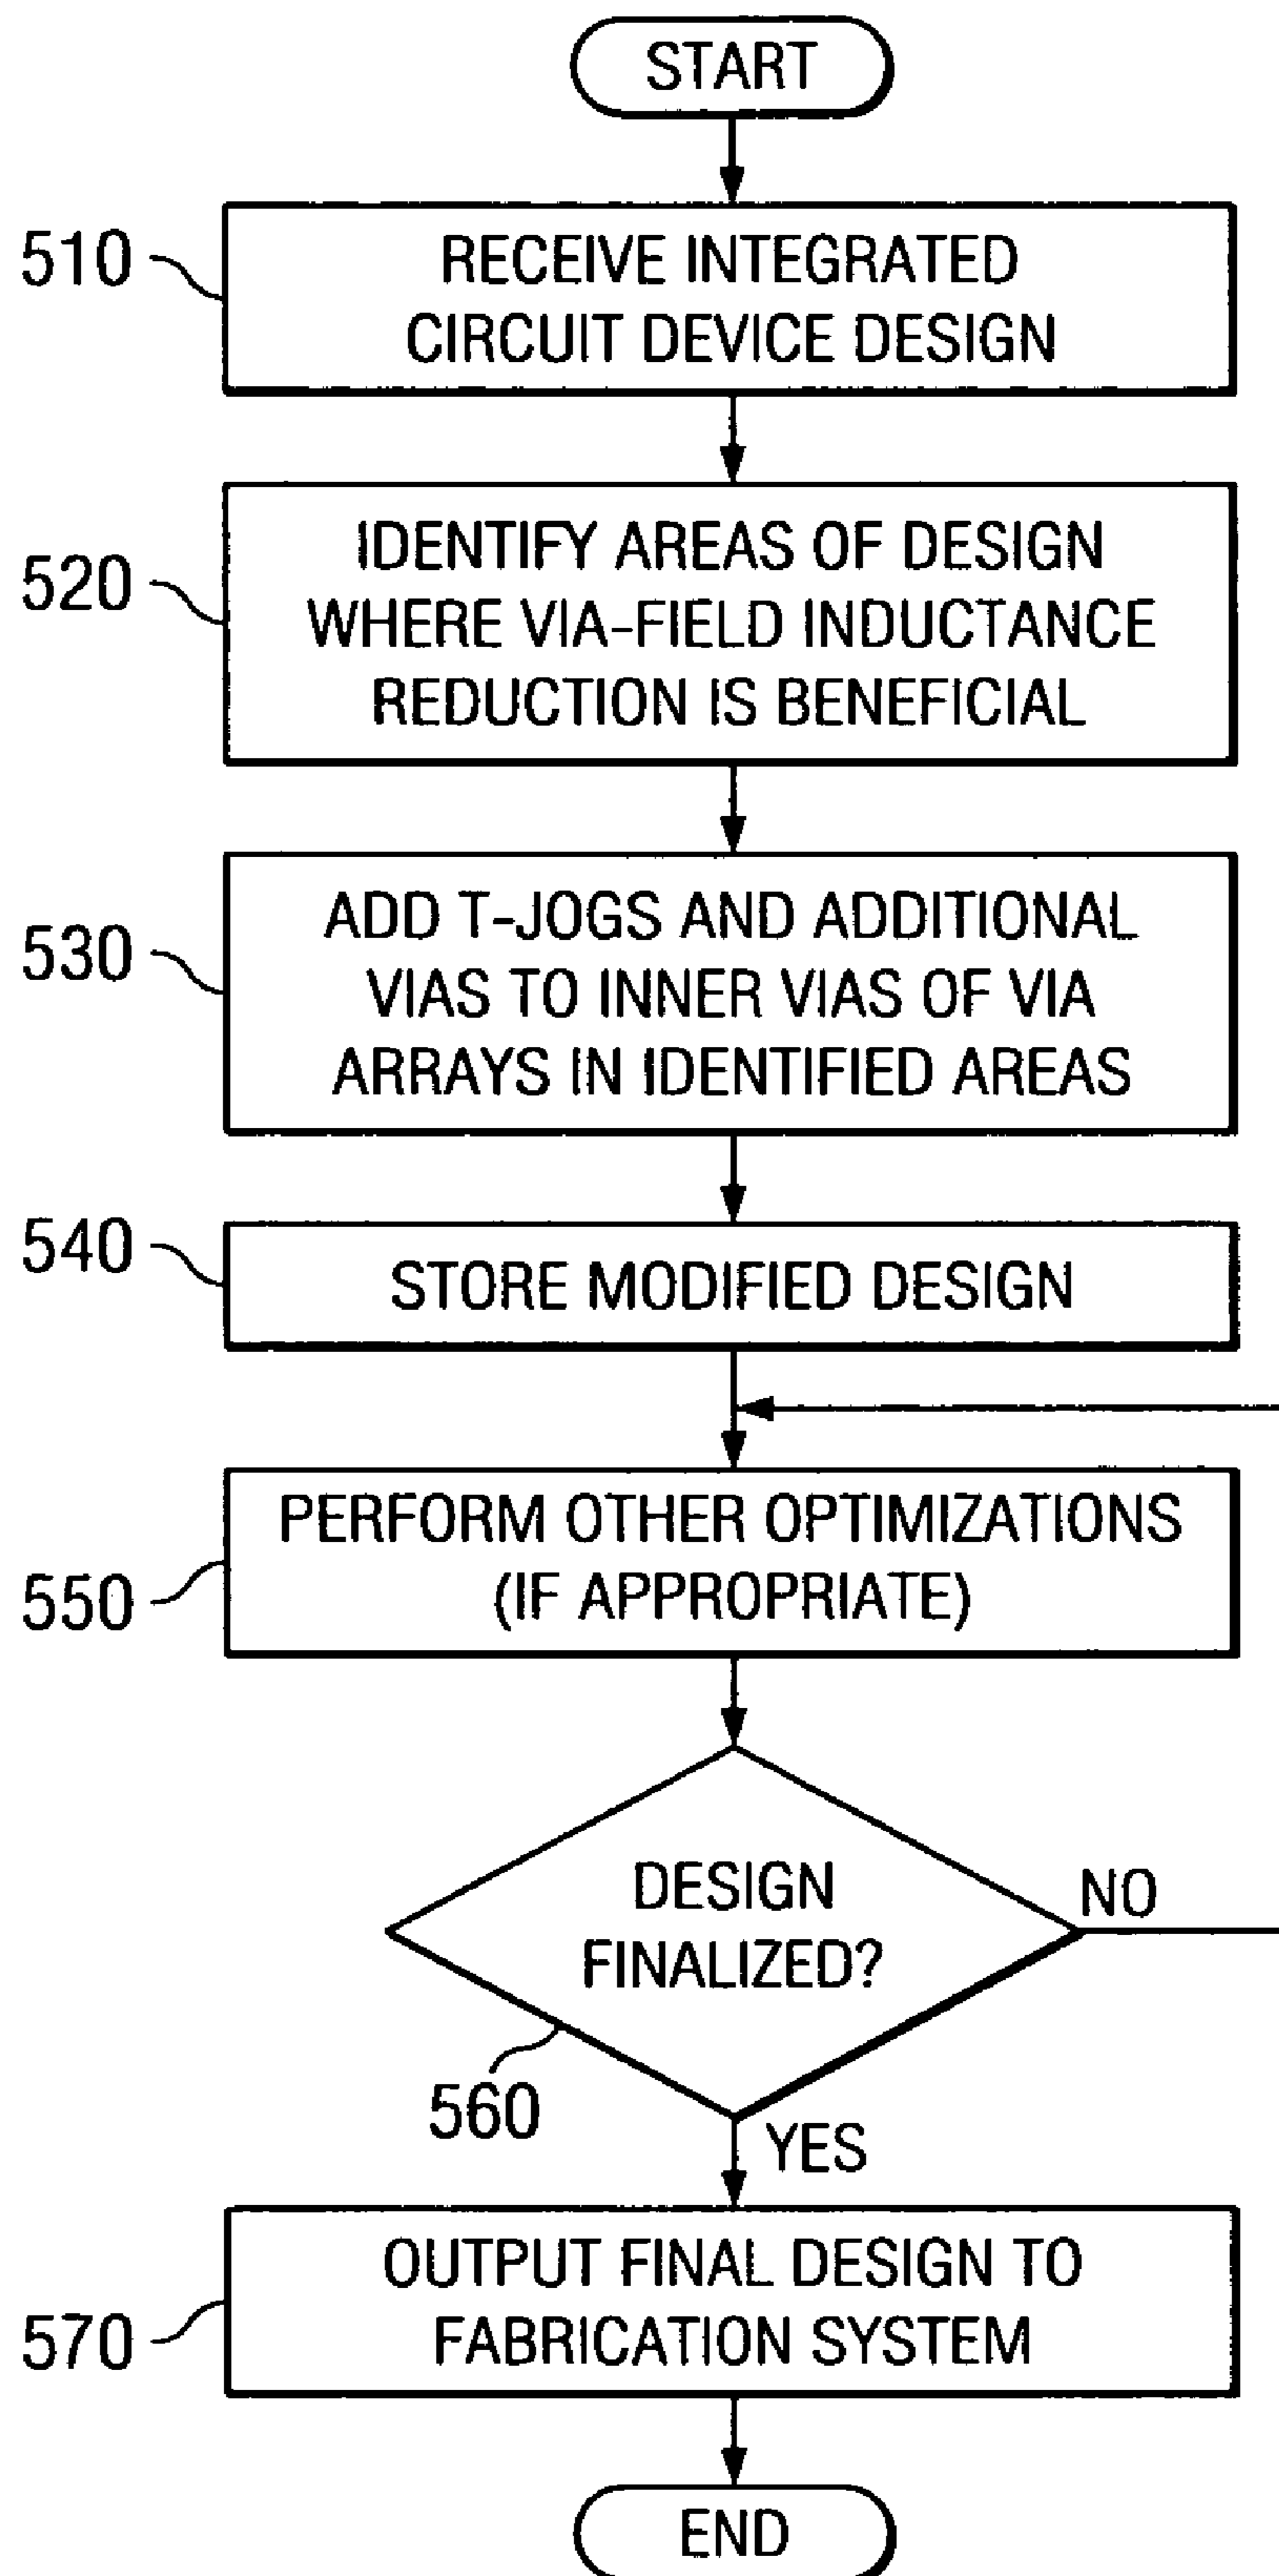 START
510
RECEIVE INTEGRATED
CIRCUIT DEVICE DESIGN
520
IDENTIFY AREAS OF DESIGN
WHERE VIA-FIELD INDUCTANCE
REDUCTION IS BENEFICIAL
530
ADD T-JOGS AND ADDITIONAL
VIAS TO INNER VIAS OF VIA
ARRAYS IN IDENTIFIED AREAS
540
STORE MODIFIED DESIGN
550
PERFORM OTHER OPTIMIZATIONS
(IF APPROPRIATE)
DESIGN
FINALIZED?
NO
560
YES
570
OUTPUT FINAL DESIGN TO
FABRICATION SYSTEM
END